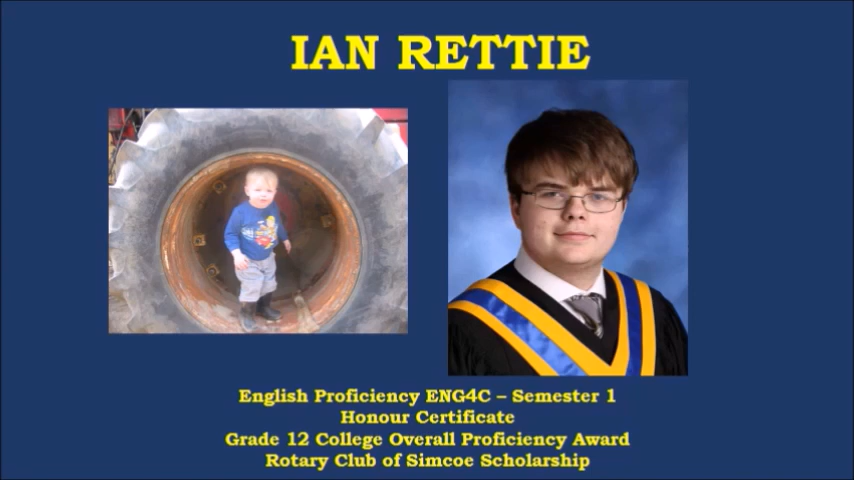 IAN RETTIE
English Proficiency ENG4C – Semester 1
Honour Certificate
Grade 12 College Overall Proficiency Award
Rotary Club of Simcoe Scholarship